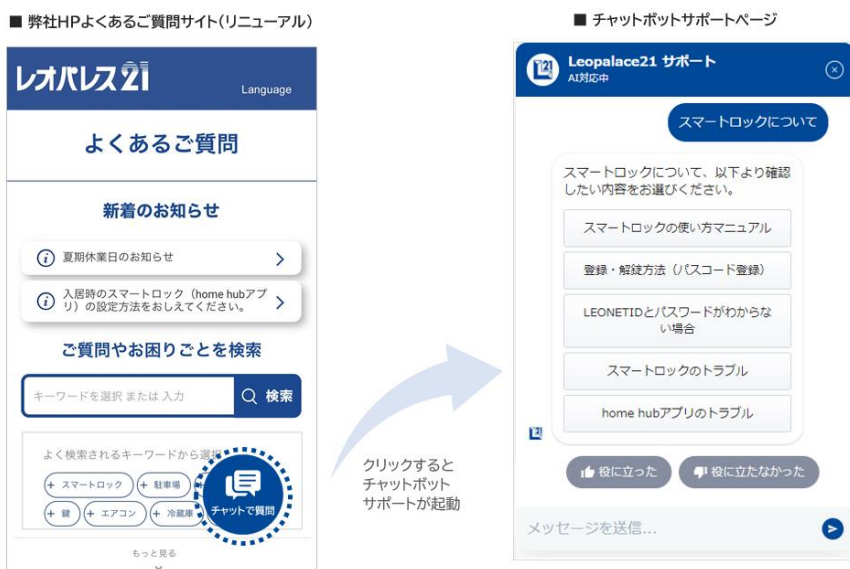 ■ 弊社HPよくあるご質問サイト(リニューアル)
レオパレス21
Language
よくあるご質問
新着のお知らせ
夏期休業日のお知らせ
入居時のスマートロック（home hubアプ
リ）の設定方法をおしえてください。
ご質問やお困りごとを検索
キーワードを選択 または 入力
検索
よく検索されるキーワードから選択
+ スマートロック
+ 駐車場
+ 鍵
+ エアコン
+ 冷蔵庫
チャットで質問
もっと見る
クリックすると
チャットボット
サポートが起動
■ チャットボットサポートページ
21
Leopalace21 サポート
AI対応中
スマートロックについて
スマートロックについて、以下より確認
したい内容をお選びください。
スマートロックの使い方マニュアル
登録・解錠方法（パスコード登録）
LEONETIDとパスワードがわからな
い場合
スマートロックのトラブル
home hubアプリのトラブル
21
役に立った
役に立たなかった
メッセージを送信...